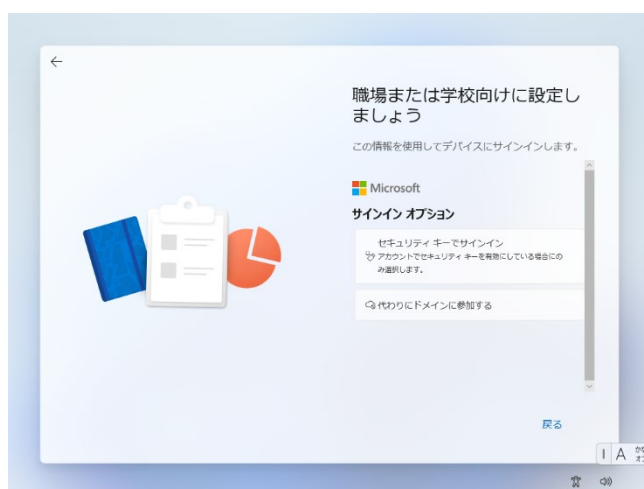 職場または学校向けに設定し
ましょう
この情報を使用してデバイスにサインインします。
Microsoft
サインイン オプション
セキュリティ キーでサインイン
アカウントでセキュリティ キーを有効にしている場合にの
み選択します。
代わりにドメインに参加する
戻る
A